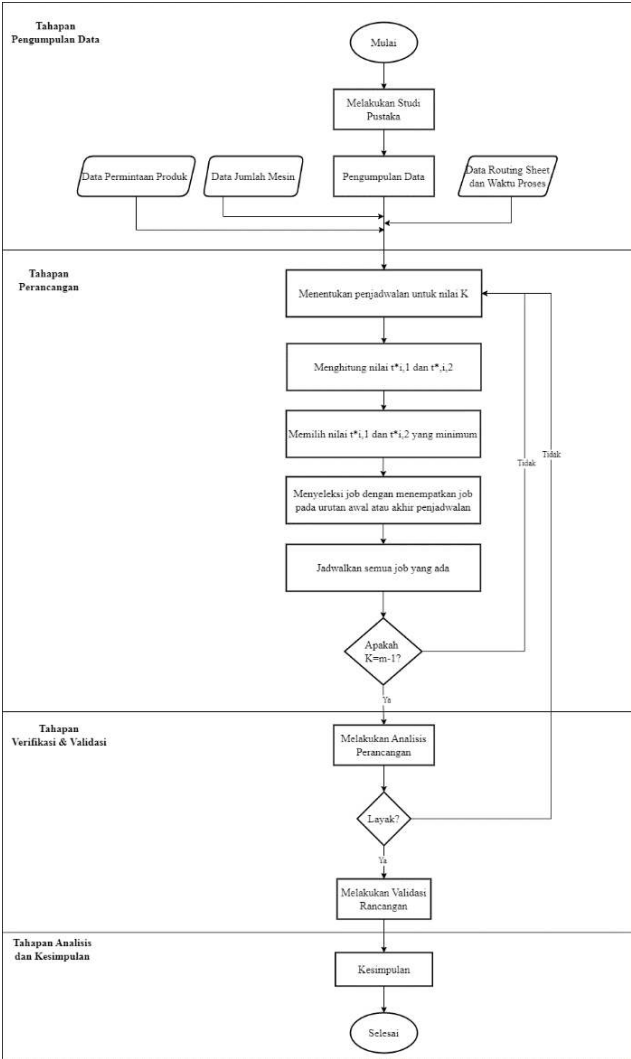 Tahapan
Pengumpulan Data
Mulai
Melakukan Studi
Pustaka
Data Permintaan Produk
Data Jumlah Mesin
Pengumpulan Data
Data Routing Sheet
dan Waktu Proses
Tahapan
Perancangan
Menentukan penjadwalan untuk nilai K
Menghitung nilai t*i,1 dan t*,i,2
Memilih nilai t*i,1 dan t*i,2 yang minimum
Tidak
Tidak
Menyeleksi job dengan menempatkan job
pada urutan awal atau akhir penjadwalan
Jadwalkan semua job yang ada
Apakah
K=m-1?
Ya
Tahapan
Verifikasi & Validasi
Melakukan Analisis
Perancangan
Layak?
Ya
Melakukan Validasi
Rancangan
Tahapan Analisis
dan Kesimpulan
Kesimpulan
Selesai